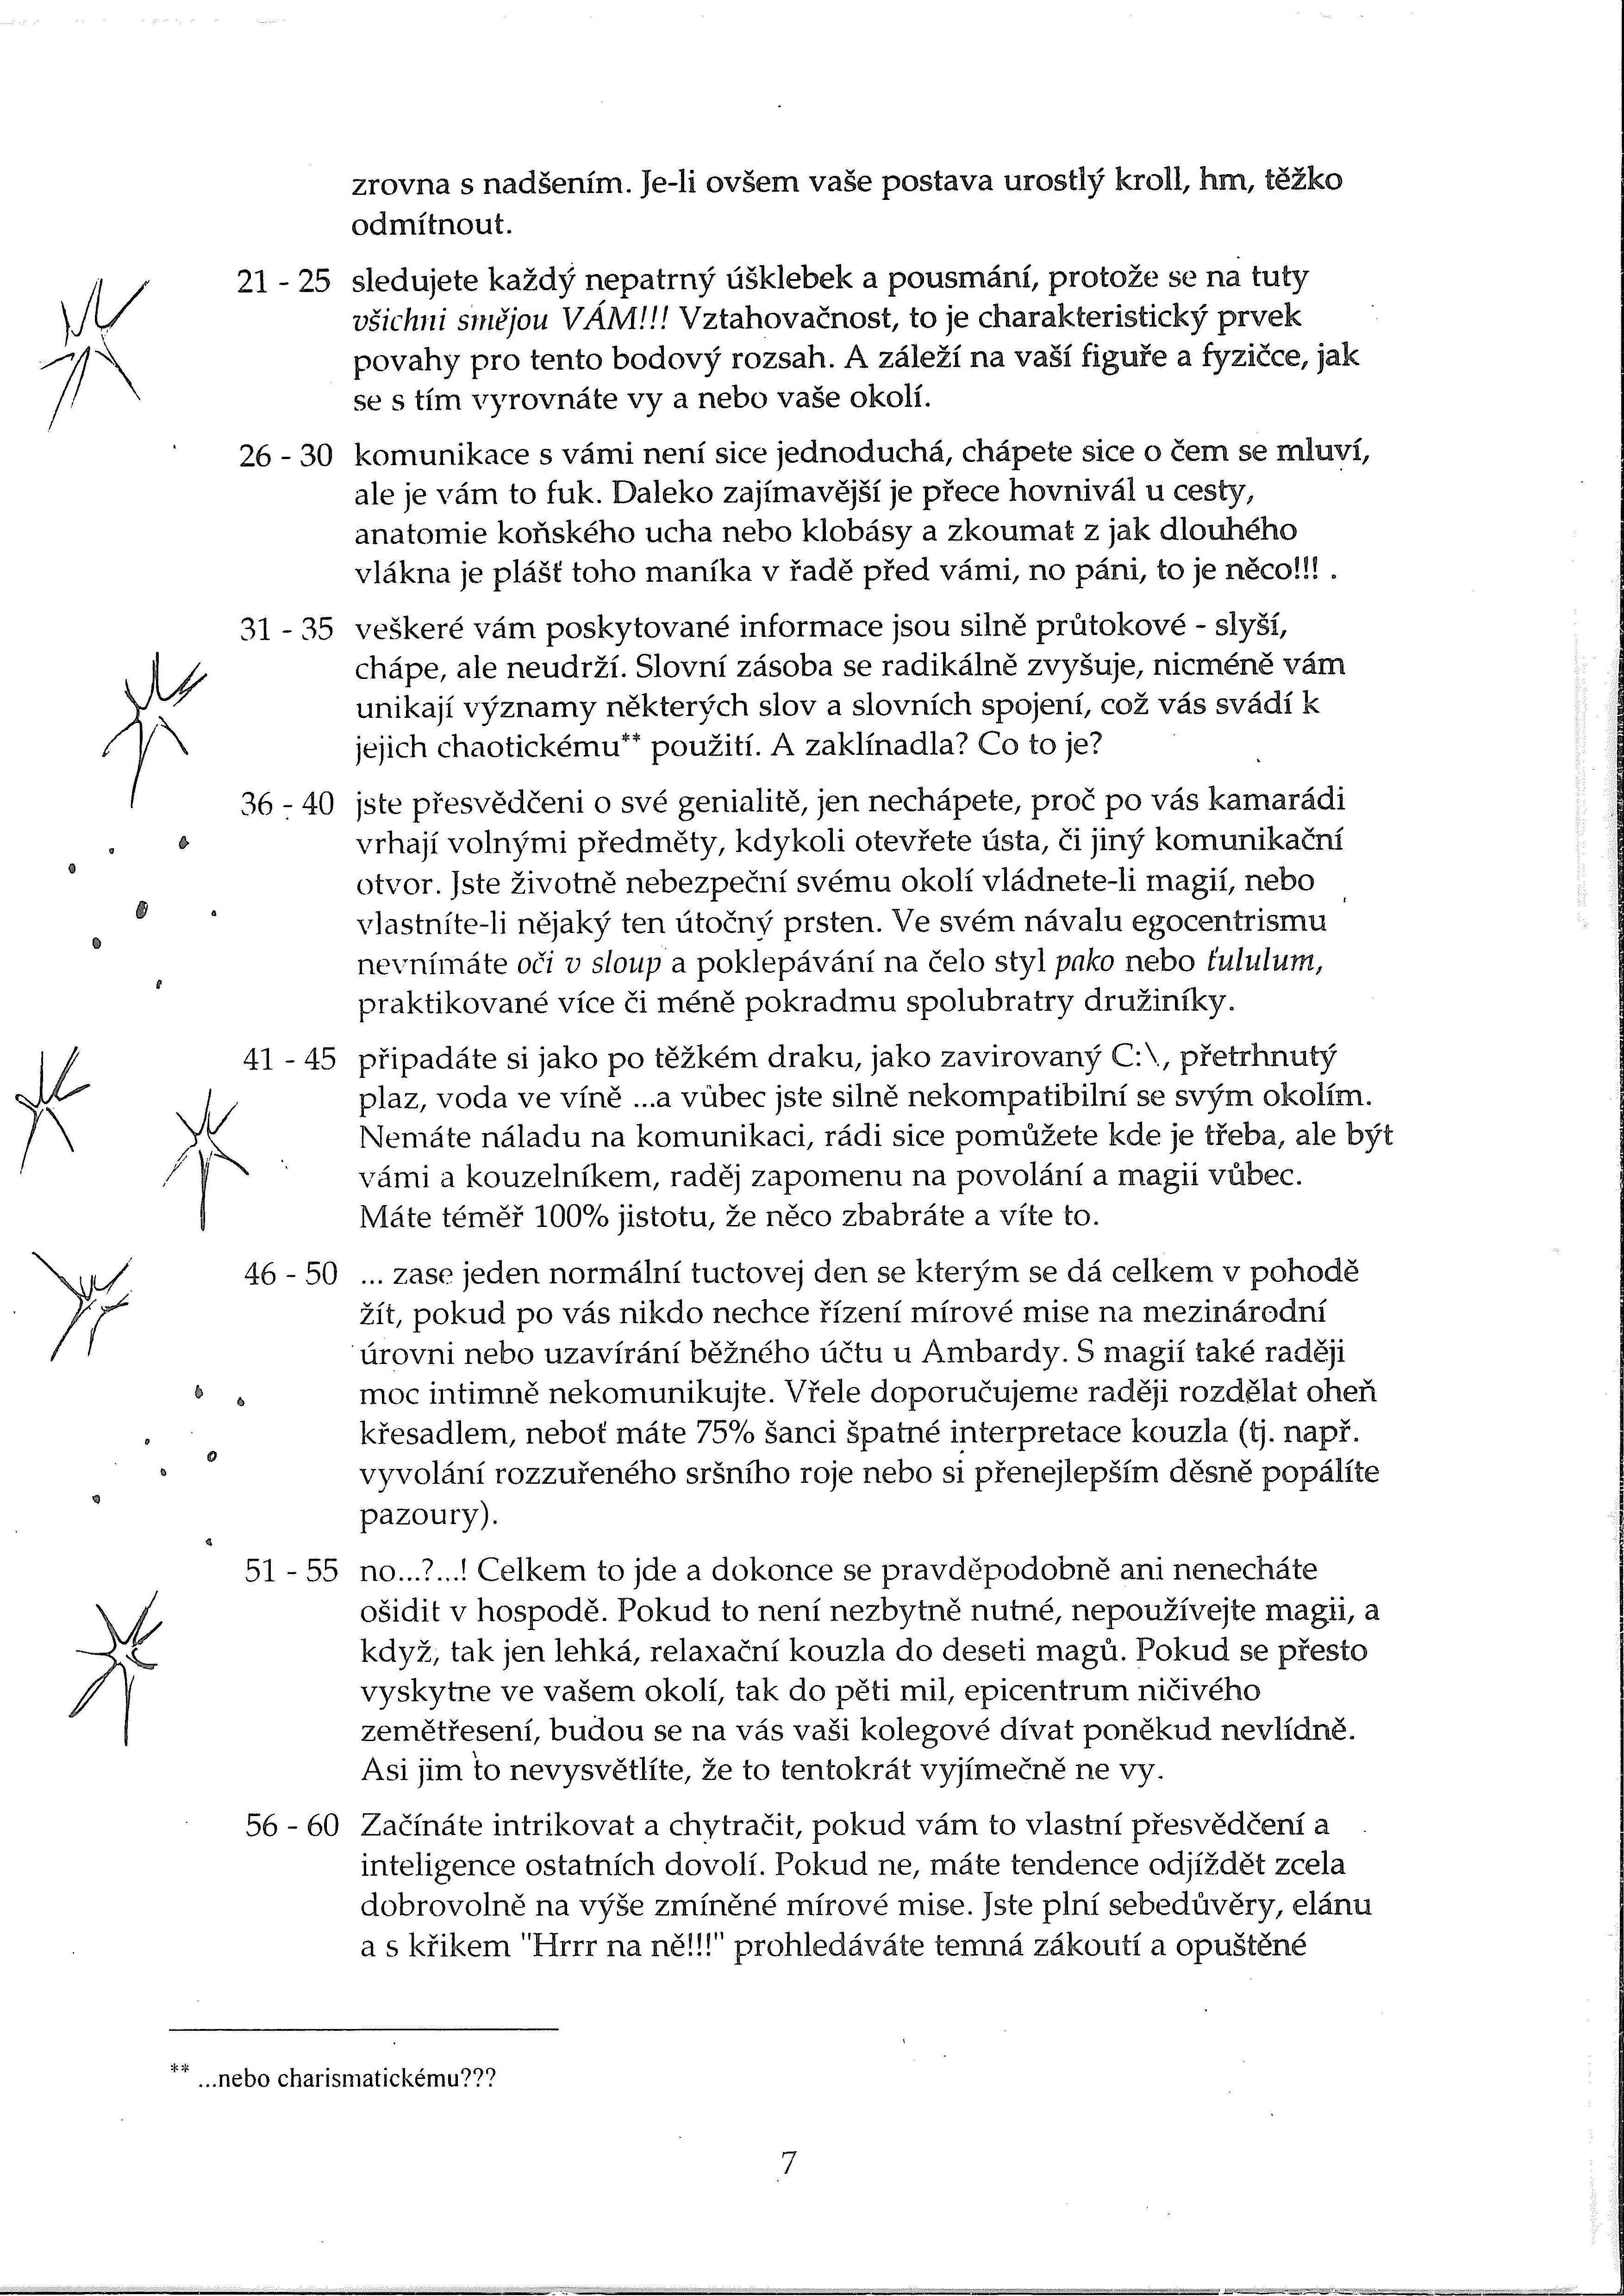 zrovna s nadšením. Je-li ovšem vaše postava urostlý kroll, hm, těžko
odmítnout.
21 - 25 sledujete každý nepatrný úšklebek a pousmání, protože se na tuty
všichni smějou VÁM!!! Vztahovačnost, to je charakteristický prvek
povahy pro tento bodový rozsah. A záleží na vaší figuře a fyzičce, jak
se s tím vyrovnáte vy a nebo vaše okolí.
26 - 30 komunikace s vámi není sice jednoduchá, chápete sice o čem se mluví,
ale je vám to fuk. Daleko zajímavější je přece hovnivál u cesty,
anatomie koňského ucha nebo klobásy a zkoumat z jak dlouhého
vlákna je plášť toho maníka v řadě před vámi, no páni, to je něco!!! .
31 - 35 veškeré vám poskytované informace jsou silně průtokové - slyší,
chápe, ale neudrží. Slovní zásoba se radikálně zvyšuje, nicméně vám
unikají významy některých slov a slovních spojení, což vás svádí k
jejich chaotickému** použití. A zaklínadla? Co to je?
36 - 40 jste přesvědčeni o své genialitě, jen nechápete, proč po vás kamarádi
vrhají volnými předměty, kdykoli otevřete ústa, či jiný komunikační
otvor. Jste životně nebezpeční svému okolí vládnete-li magií, nebo
vlastníte-li nějaký ten útočný prsten. Ve svém návalu egocentrismu
nevnímáte oči v sloup a poklepávání na čelo styl pako nebo ťululum,
praktikované více či méně pokradmu spolubratry družiníky.
41 - 45 připadáte si jako po těžkém draku, jako zavirovaný C:\, přetrhnutý
plaz, voda ve víně ...a vůbec jste silně nekompatibilní se svým okolím.
Nemáte náladu na komunikaci, rádi sice pomůžete kde je třeba, ale být
vámi a kouzelníkem, raděj zapomenu na povolání a magii vůbec.
Máte téměř 100% jistotu, že něco zbabráte a víte to.
46 - 50 ... zase jeden normální tuctovej den se kterým se dá celkem v pohodě
žít, pokud po vás nikdo nechce řízení mírové mise na mezinárodní
úrovni nebo uzavírání běžného účtu u Ambardy. S magií také raději
moc intimně nekomunikujte. Vřele doporučujeme raději rozdělat oheň
křesadlem, neboť máte 75% šanci špatné interpretace kouzla (tj. např.
vyvolání rozzuřeného sršního roje nebo si přenejlepším děsně popálíte
pazoury).
51 - 55 no...?...! Celkem to jde a dokonce se pravděpodobně ani nenecháte
ošidit v hospodě. Pokud to není nezbytně nutné, nepoužívejte magii, a
když, tak jen lehká, relaxační kouzla do deseti magů. Pokud se přesto
vyskytne ve vašem okolí, tak do pěti mil, epicentrum ničivého
zemětřesení, budou se na vás vaši kolegové dívat poněkud nevlídně.
Asi jim to nevysvětlíte, že to tentokrát vyjímečně ne vy.
56 - 60 Začínáte intrikovat a chytračit, pokud vám to vlastní přesvědčení a
inteligence ostatních dovolí. Pokud ne, máte tendence odjíždět zcela
dobrovolně na výše zmíněné mírové mise. Jste plní sebedůvěry, elánu
a s křikem "Hrrr na ně!!!" prohledáváte temná zákoutí a opuštěné
** ...nebo charismatickému???
7